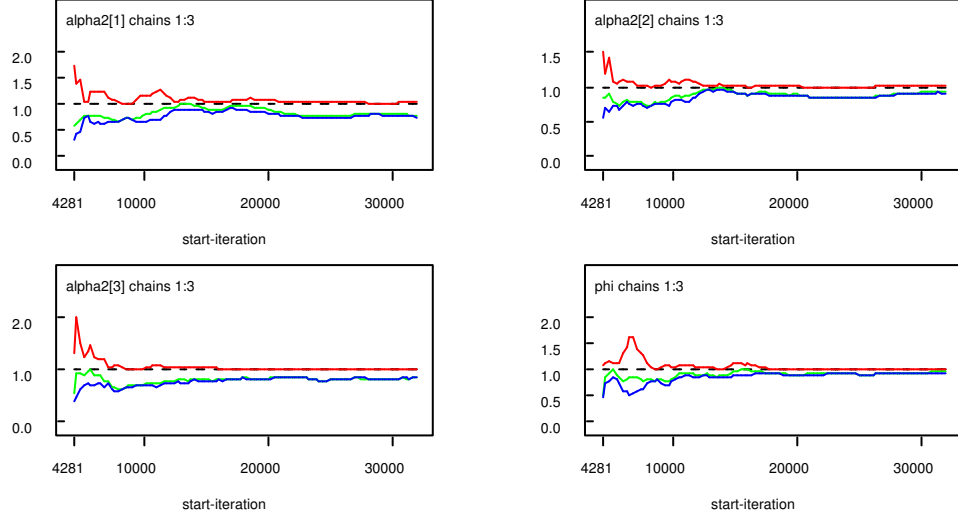 alpha2[1] chains 1:3
2.0
1.5
1.0
0.5
0.0
4281 10000 20000 30000
start-iteration
alpha2[2] chains 1:3
1.5
1.0
0.5
0.0
4281 10000 20000 30000
start-iteration
alpha2[3] chains 1:3
2.0
1.0
0.0
4281 10000 20000 30000
start-iteration
phi chains 1:3
2.0
1.5
1.0
0.5
0.0
4281 10000 20000 30000
start-iteration